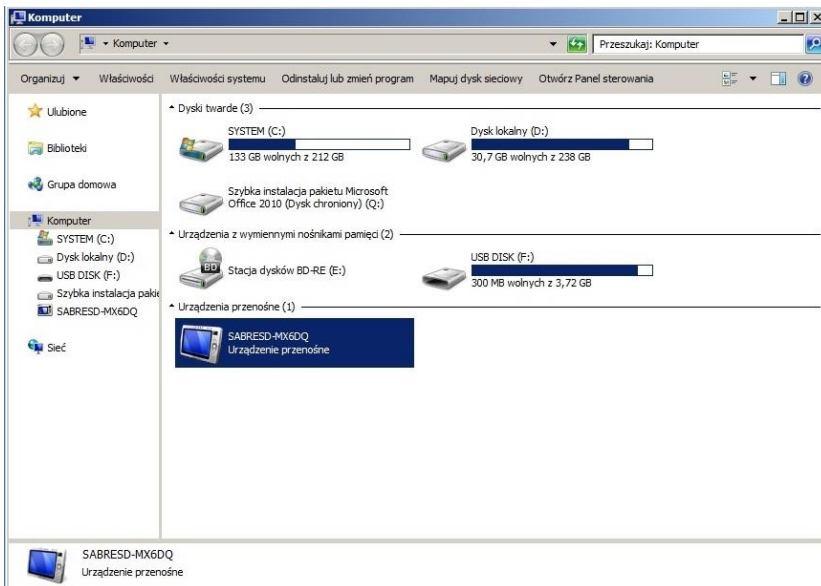 Komputer
Komputer
Przeszukaj: Komputer
Organizuj Właściwości Właściwości systemu Odinstaluj lub zmień program Mapuj dysk sieciowy Otwórz Panel sterowania
Ulubione
Biblioteki
Grupa domowa
Komputer
SYSTEM (C:)
Dysk lokalny (D:)
USB DISK (F:)
Szybka instalacja pakie
SABRESD-MX6DQ
Sieć
Dyski twarde (3)
SYSTEM (C:)
133 GB wolnych z 212 GB
Dysk lokalny (D:)
30,7 GB wolnych z 238 GB
Szybka instalacja pakietu Microsoft
Office 2010 (Dysk chroniony) (Q:)
Urządzenia z wymiennymi nośnikami pamięci (2)
BD
Stacja dysków BD-RE (E:)
USB DISK (F:)
300 MB wolnych z 3,72 GB
Urządzenia przenośne (1)
SABRESD-MX6DQ
Urządzenie przenośne
SABRESD-MX6DQ
Urządzenie przenośne